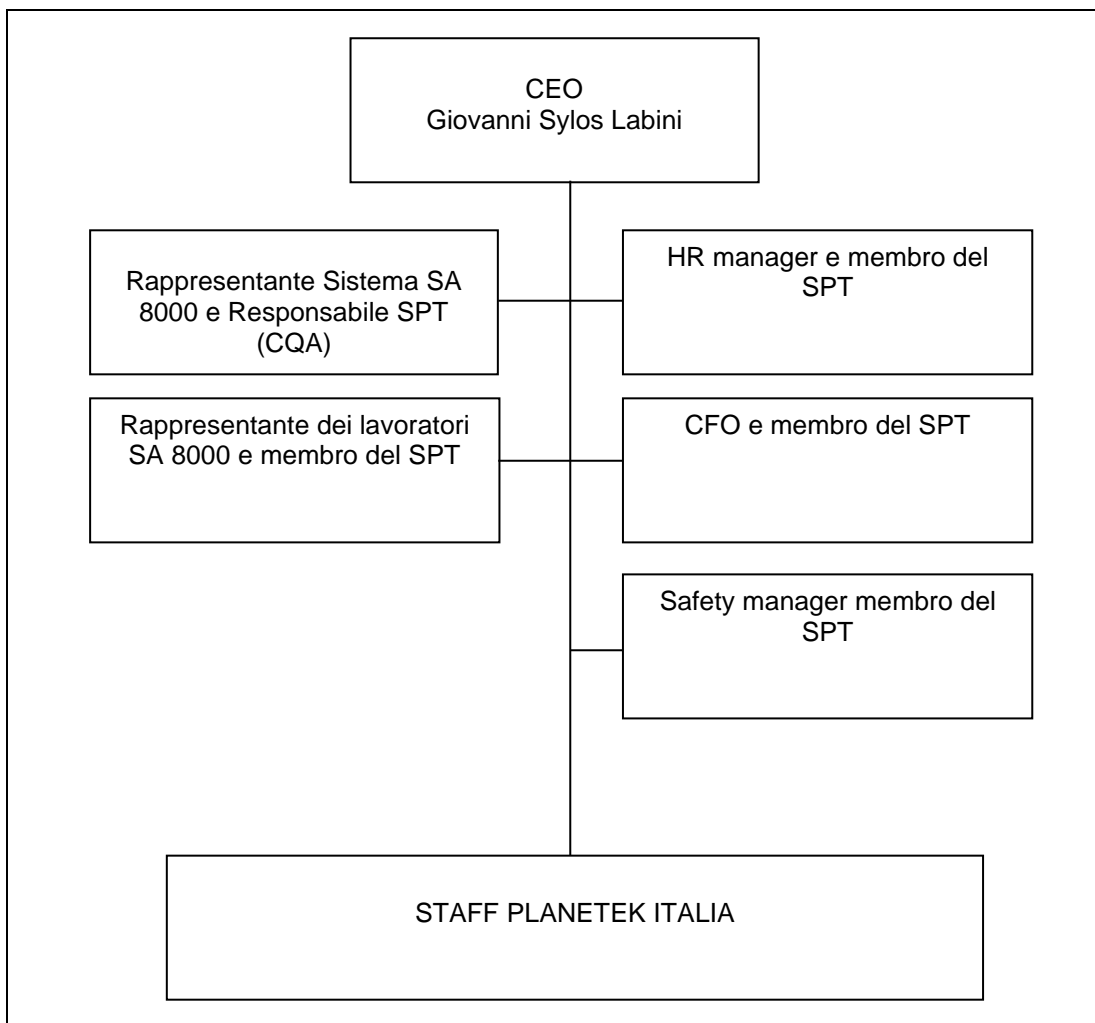 CEO
Giovanni Sylos Labini
Rappresentante Sistema SA
8000 e Responsabile SPT
(CQA)
HR manager e membro del
SPT
Rappresentante dei lavoratori
SA 8000 e membro del SPT
CFO e membro del SPT
Safety manager membro del
SPT
STAFF PLANETEK ITALIA